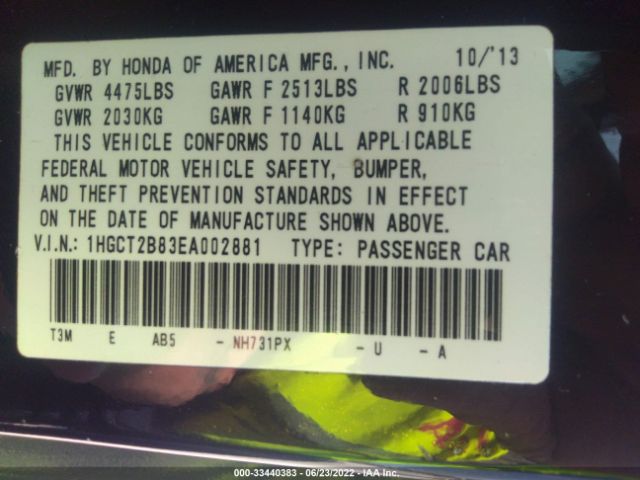 MFD. BY HONDA OF AMERICA MFG., INC. 10/'13
GVWR 4475LBS GAWR F 2513LBS R 2006LBS
GVWR 2030KG GAWR F 1140KG R 910KG
THIS VEHICLE CONFORMS TO ALL APPLICABLE
FEDERAL MOTOR VEHICLE SAFETY, BUMPER,
AND THEFT PREVENTION STANDARDS IN EFFECT
ON THE DATE OF MANUFACTURE SHOWN ABOVE.
V.I.N.: 1HGCT2B83EA002881 TYPE: PASSENGER CAR
T3M E AB5 - NH731PX - U - A
000-33440383 - 06/23/2022 - IAA Inc.